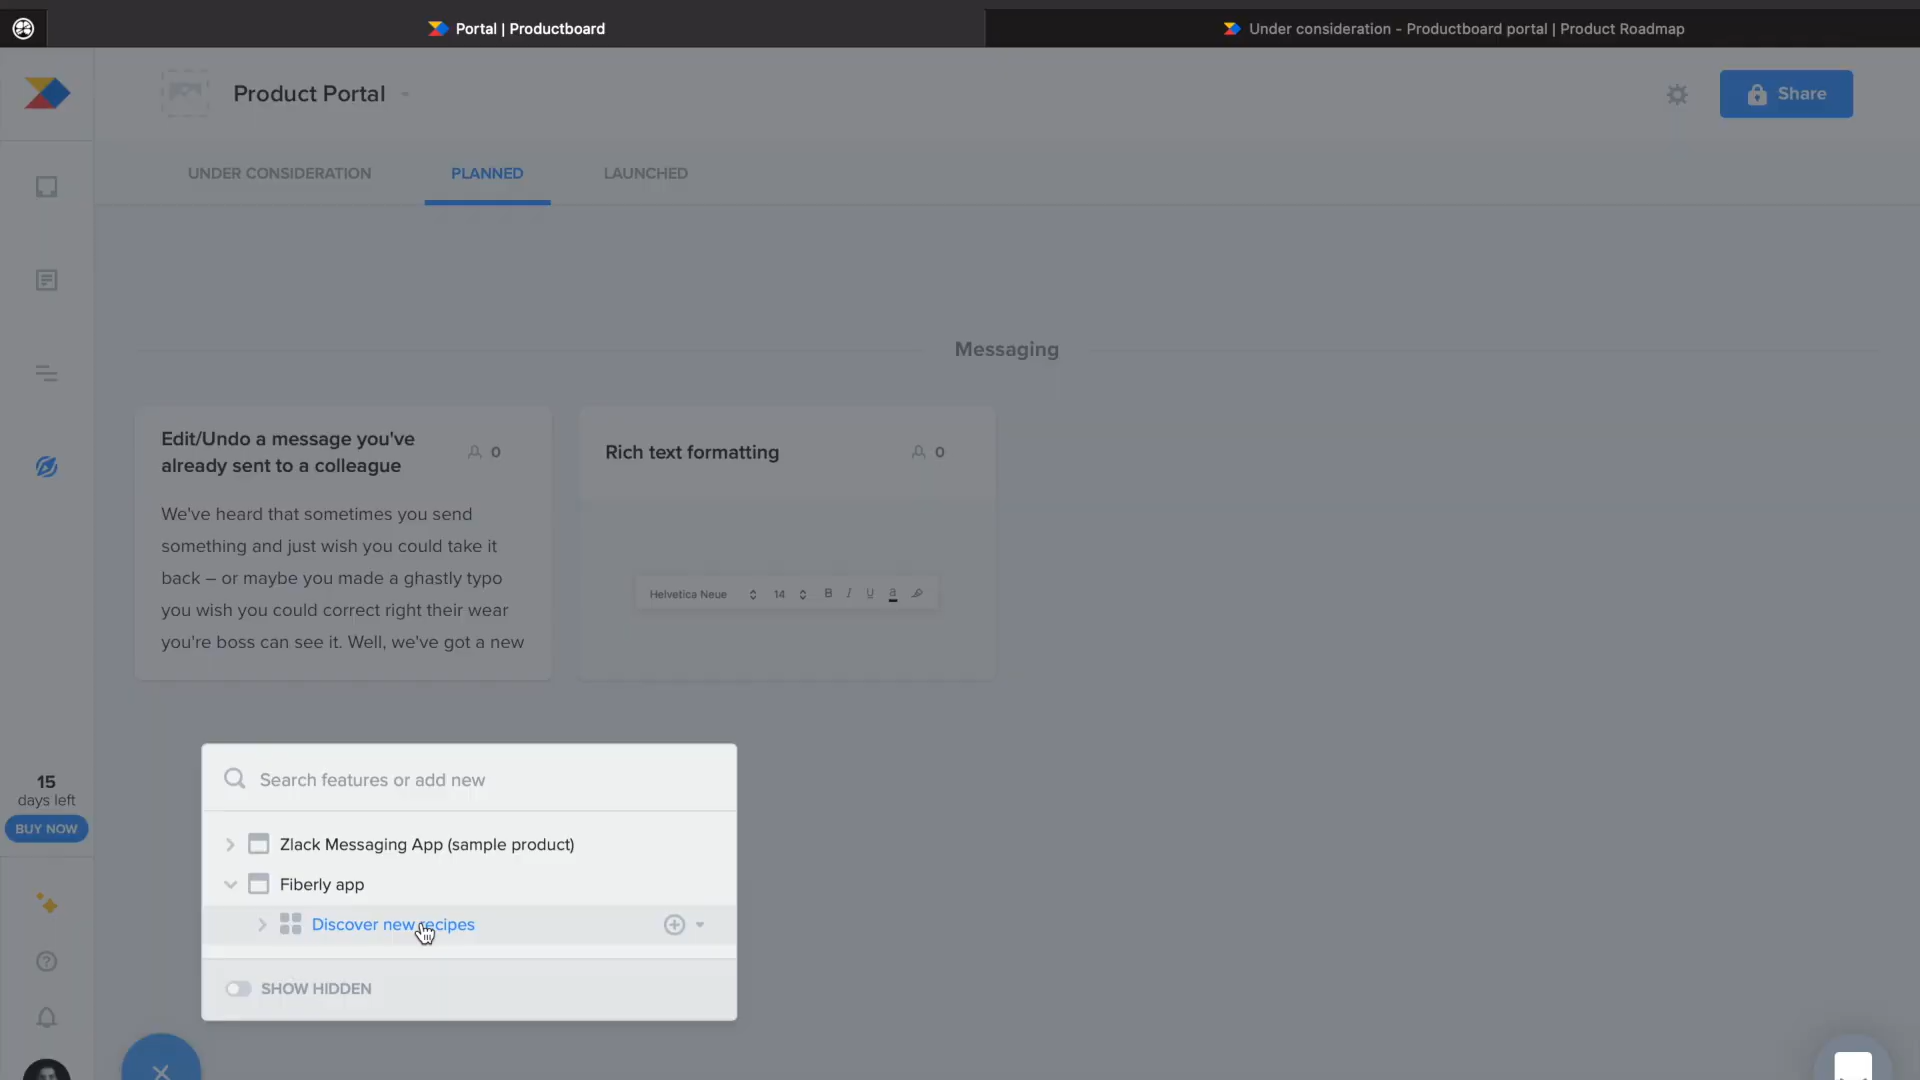 Portal | Productboard
Under consideration - Productboard portal | Product Roadmap
Product Portal
Share
UNDER CONSIDERATION
PLANNED
LAUNCHED
Messaging
Edit/Undo a message you've
already sent to a colleague
0
We've heard that sometimes you send
something and just wish you could take it
back – or maybe you made a ghastly typo
you wish you could correct right their wear
you're boss can see it. Well, we've got a new
Rich text formatting
0
Helvetica Neue 14 B I U a
15
days left
BUY NOW
Search features or add new
Zlack Messaging App (sample product)
Fiberly app
Discover new recipes
SHOW HIDDEN